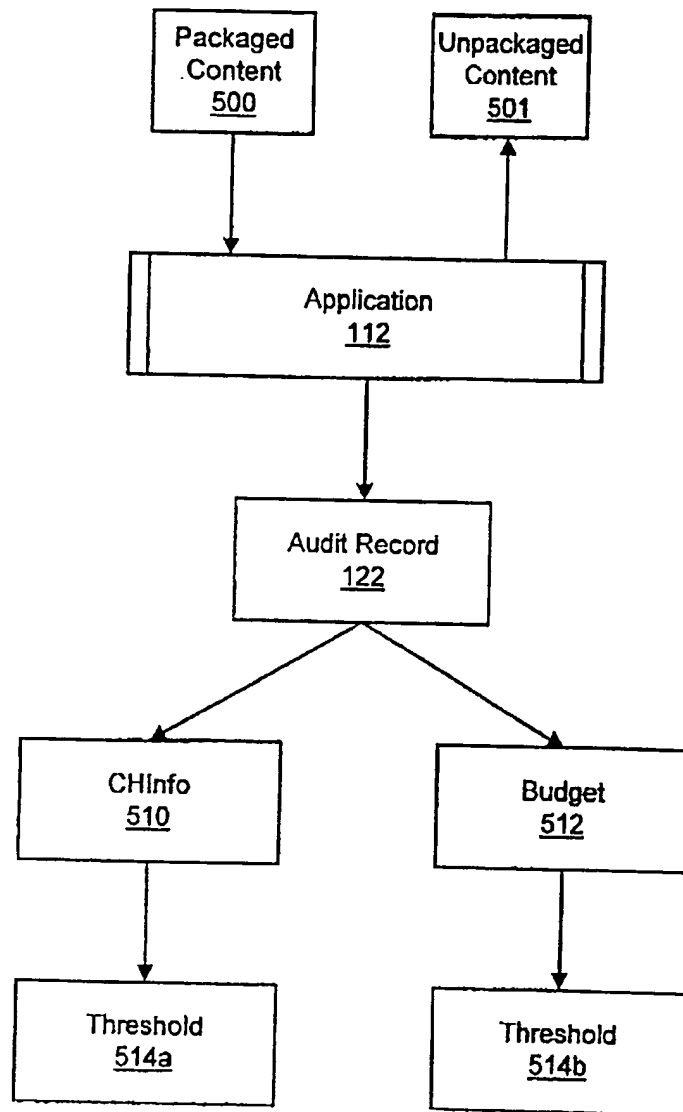 Packaged
Content
500
Unpackaged
Content
501
Application
112
Audit Record
122
CHInfo
510
Budget
512
Threshold
514a
Threshold
514b